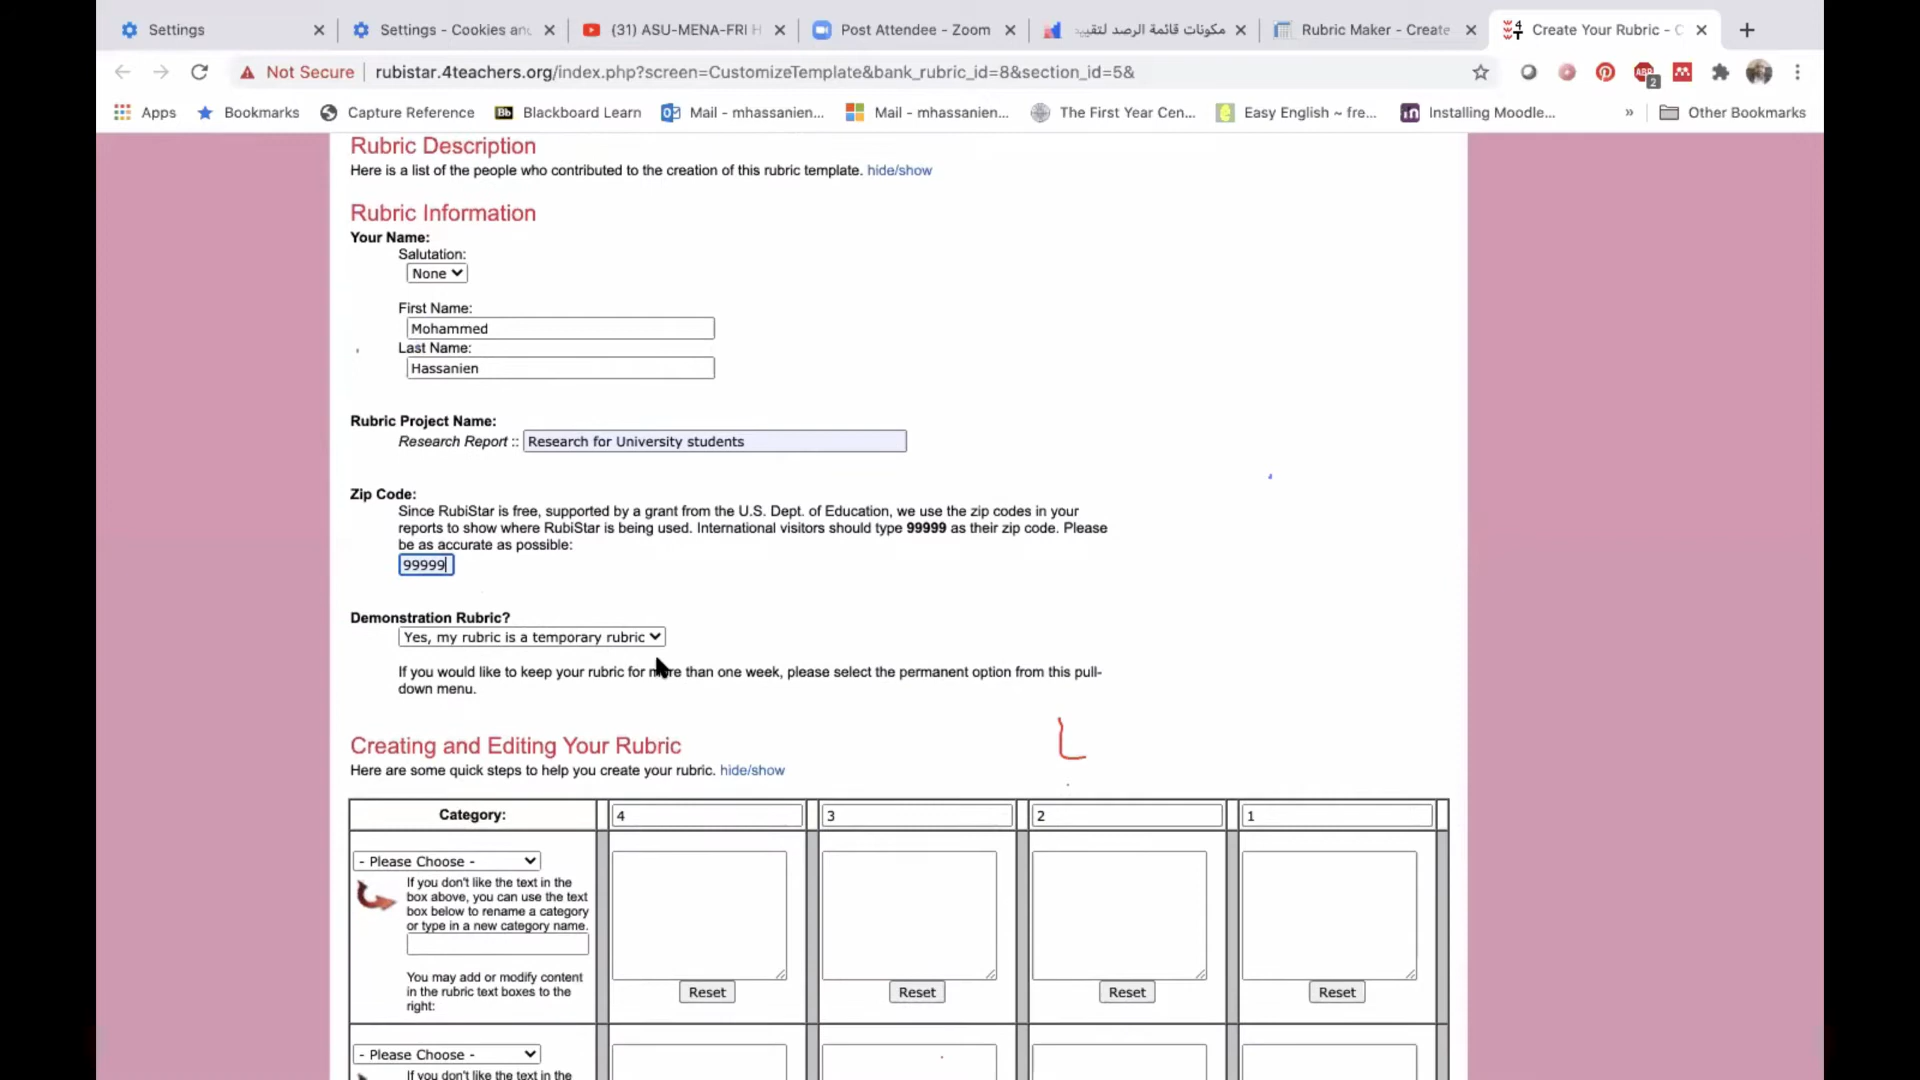 Settings
Settings - Cookies and
(31) ASU-MENA-FRI H
Post Attendee - Zoom
مكونات قائمة الرصد لتقييد
Rubric Maker - Create
Create Your Rubric - C
Not Secure
rubistar.4teachers.org/index.php?screen=CustomizeTemplate&bank_rubric_id=8&section_id=5&
ABP
2
Apps
Bookmarks
Capture Reference
Bb
Blackboard Learn
Mail - mhassanien...
Mail - mhassanien...
The First Year Cen...
Easy English ~ fre...
in
Installing Moodle...
»
Other Bookmarks
Rubric Description
Here is a list of the people who contributed to the creation of this rubric template. hide/show
Rubric Information
Your Name:
Salutation:
None
First Name:
Mohammed
Last Name:
Hassanien
Rubric Project Name:
Research Report :: Research for University students
Zip Code:
Since RubiStar is free, supported by a grant from the U.S. Dept. of Education, we use the zip codes in your
reports to show where RubiStar is being used. International visitors should type 99999 as their zip code. Please
be as accurate as possible:
99999
Demonstration Rubric?
Yes, my rubric is a temporary rubric
If you would like to keep your rubric for more than one week, please select the permanent option from this pull-
down menu.
Creating and Editing Your Rubric
Here are some quick steps to help you create your rubric. hide/show
Category: 4 3 2 1
- Please Choose -
If you don't like the text in the
box above, you can use the text
box below to rename a category
or type in a new category name.
You may add or modify content
in the rubric text boxes to the
right:
Reset Reset Reset Reset
- Please Choose -
If you don't like the text in the